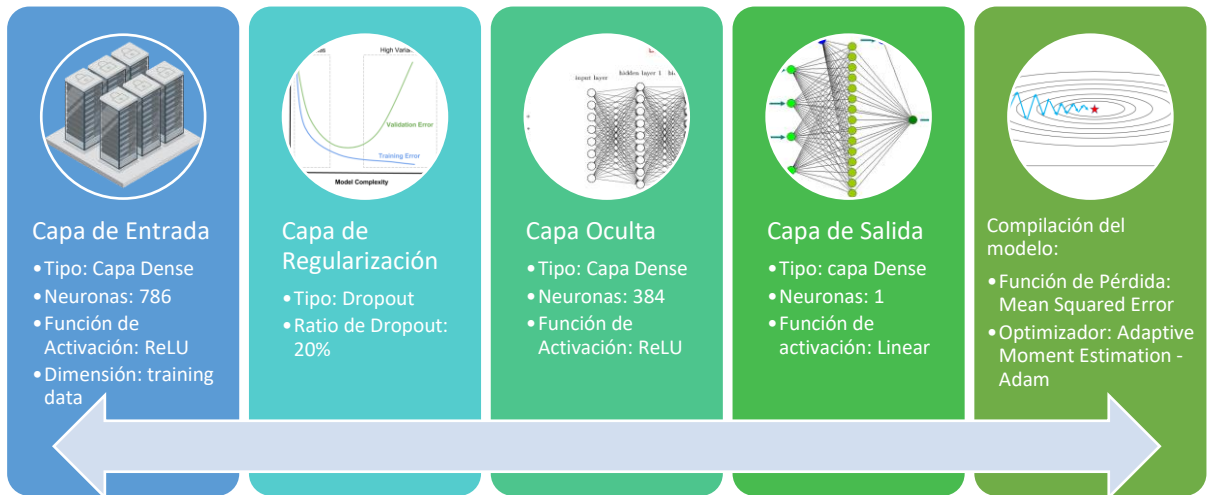 Capa de Entrada
•Tipo: Capa Dense
•Neuronas: 786
•Función de
Activación: ReLU
•Dimensión: training
data
High Varia
Validation Error
Training Error
Model Complexity
Capa de
Regularización
•Tipo: Dropout
•Ratio de Dropout:
20%
input layer
hidden layer 1
Capa Oculta
•Tipo: Capa Dense
•Neuronas: 384
•Función de
Activación: ReLU
Capa de Salida
•Tipo: capa Dense
•Neuronas: 1
•Función de
activación: Linear
Compilación del
modelo:
•Función de Pérdida:
Mean Squared Error
•Optimizador: Adaptive
Moment Estimation -
Adam